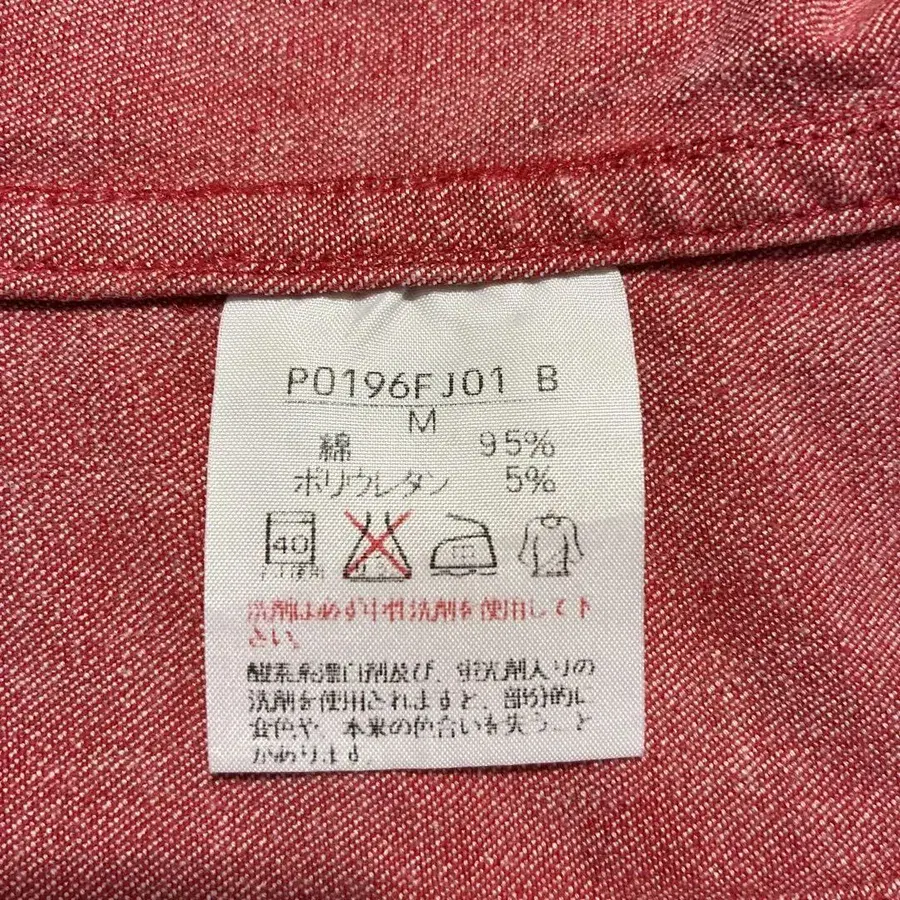 P0196FJ01 B
M
綿 95%
ポリウレタン 5%
40
洗剤は必ず中性洗剤を使用して下
さい。
酸素系漂白剤及び、蛍光剤入りの
洗剤を使用されますと、部分的に
変色や、本来の色合いを失うこと
があります。